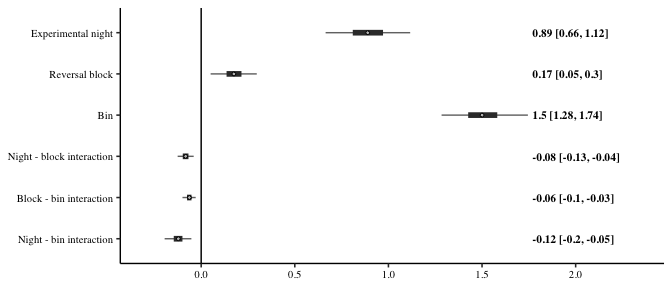 Experimental night 0.89 [0.66, 1.12]
Reversal block 0.17 [0.05, 0.3]
Bin 1.5 [1.28, 1.74]
Night - block interaction -0.08 [-0.13, -0.04]
Block - bin interaction -0.06 [-0.1, -0.03]
Night - bin interaction -0.12 [-0.2, -0.05]
0.0 0.5 1.0 1.5 2.0